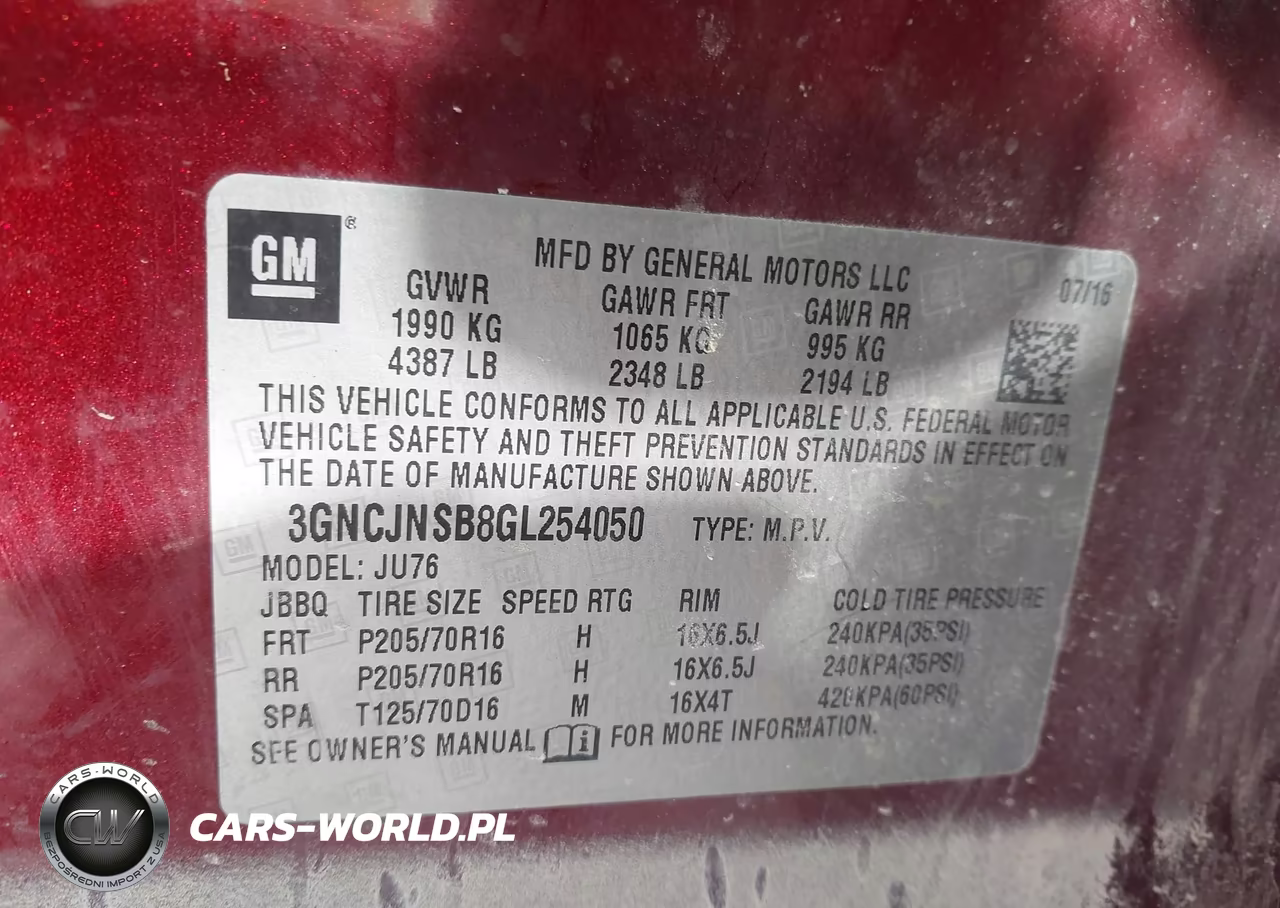 GM ®
MFD BY GENERAL MOTORS LLC
07/16
GVWR GAWR FRT GAWR RR
1990 KG 1065 KG 995 KG
4387 LB 2348 LB 2194 LB
THIS VEHICLE CONFORMS TO ALL APPLICABLE U.S. FEDERAL MOTOR
VEHICLE SAFETY AND THEFT PREVENTION STANDARDS IN EFFECT ON
THE DATE OF MANUFACTURE SHOWN ABOVE.
3GNCJNSB8GL254050 TYPE: M.P.V.
MODEL: JU76
JBBQ TIRE SIZE SPEED RTG RIM COLD TIRE PRESSURE
FRT P205/70R16 H 16X6.5J 240KPA(35PSI)
RR P205/70R16 H 16X6.5J 240KPA(35PSI)
SPA T125/70D16 M 16X4T 420KPA(60PSI)
SEE OWNER'S MANUAL i FOR MORE INFORMATION.
CARS-WORLD
CW
BEZPOŚREDNI IMPORT Z USA
CARS-WORLD.PL